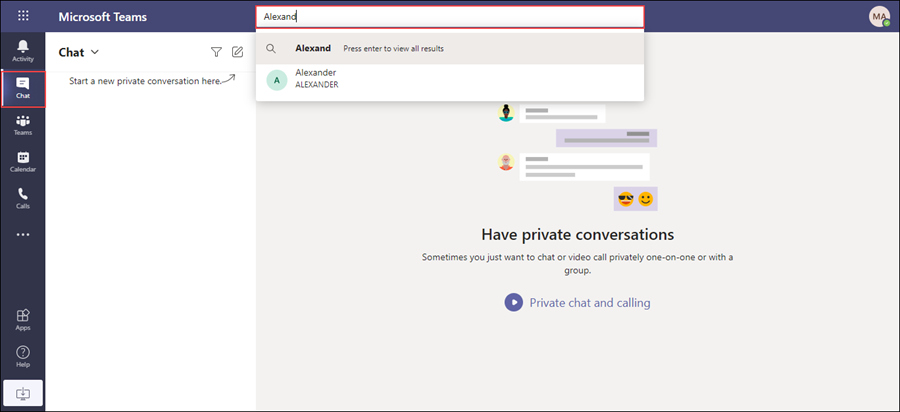 Microsoft Teams
Alexand
MA
Activity
Chat
Teams
Calendar
Calls
Apps
Help
Chat
Start a new private conversation here.
Alexand Press enter to view all results
A
Alexander
ALEXANDER
Have private conversations
Sometimes you just want to chat or video call privately one-on-one or with a
group.
Private chat and calling